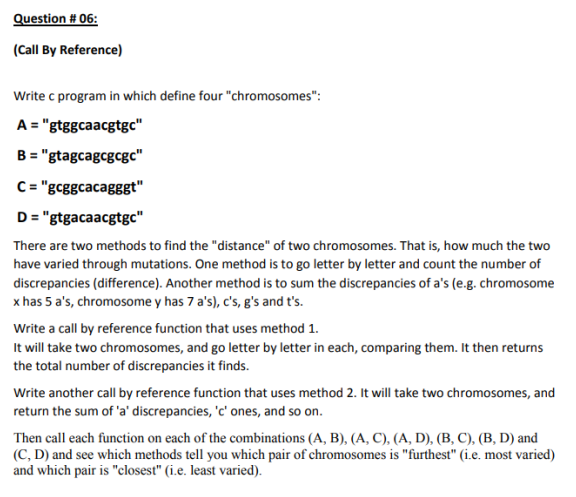 Question # 06:
(Call By Reference)
Write c program in which define four "chromosomes":
A = "gtggcaacgtgc"
B = "gtagcagcgcgc"
C = "gcggcacagggt"
D = "gtgacaacgtgc"
There are two methods to find the "distance" of two chromosomes. That is, how much the two
have varied through mutations. One method is to go letter by letter and count the number of
discrepancies (difference). Another method is to sum the discrepancies of a's (e.g. chromosome
x has 5 a's, chromosome y has 7 a's), c's, g's and t's.
Write a call by reference function that uses method 1.
It will take two chromosomes, and go letter by letter in each, comparing them. It then returns
the total number of discrepancies it finds.
Write another call by reference function that uses method 2. It will take two chromosomes, and
return the sum of 'a' discrepancies, 'c' ones, and so on.
Then call each function on each of the combinations (A, B), (A, C), (A, D), (B, C), (B, D) and
(C, D) and see which methods tell you which pair of chromosomes is "furthest" (i.e. most varied)
and which pair is "closest" (i.e. least varied).